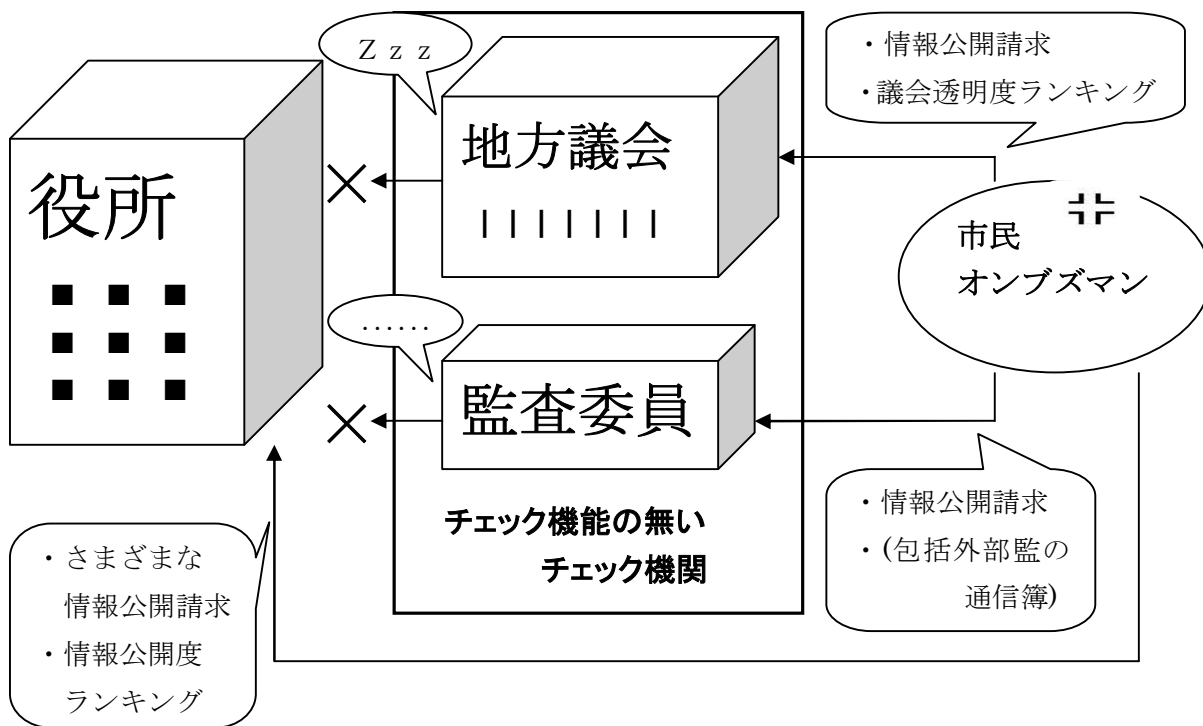 Ｚｚｚ
・情報公開請求
・議会透明度ランキング
役所
地方議会
市民
オンブズマン
……
監査委員
チェック機能の無い
チェック機関
・情報公開請求
・(包括外部監の
通信簿)
・さまざまな
情報公開請求
・情報公開度
ランキング